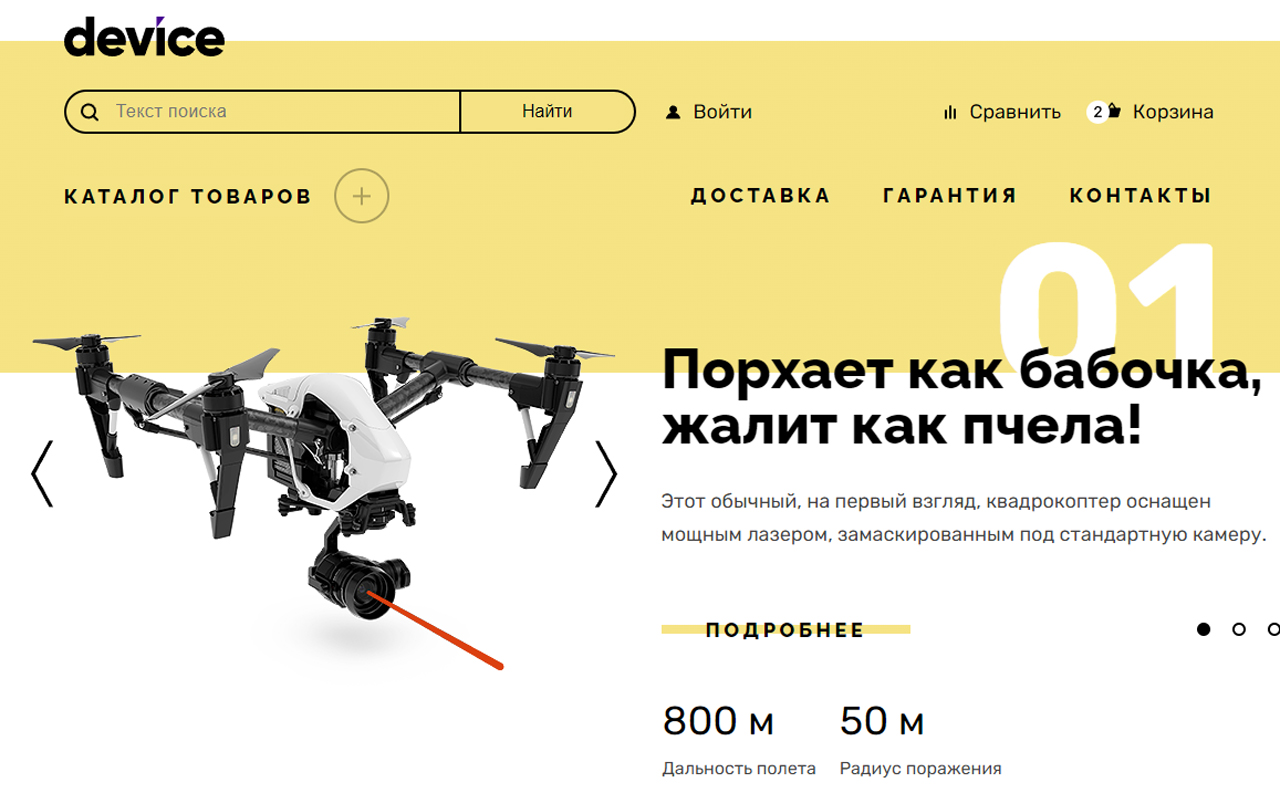 device
Текст поиска
Найти
Войти
Сравнить
2
Корзина
КАТАЛОГ ТОВАРОВ
ДОСТАВКА
ГАРАНТИЯ
КОНТАКТЫ
01
Порхает как бабочка,
жалит как пчела!
Этот обычный, на первый взгляд, квадрокоптер оснащен
мощным лазером, замаскированным под стандартную камеру.
ПОДРОБНЕЕ
800 м
50 м
Дальность полета
Радиус поражения